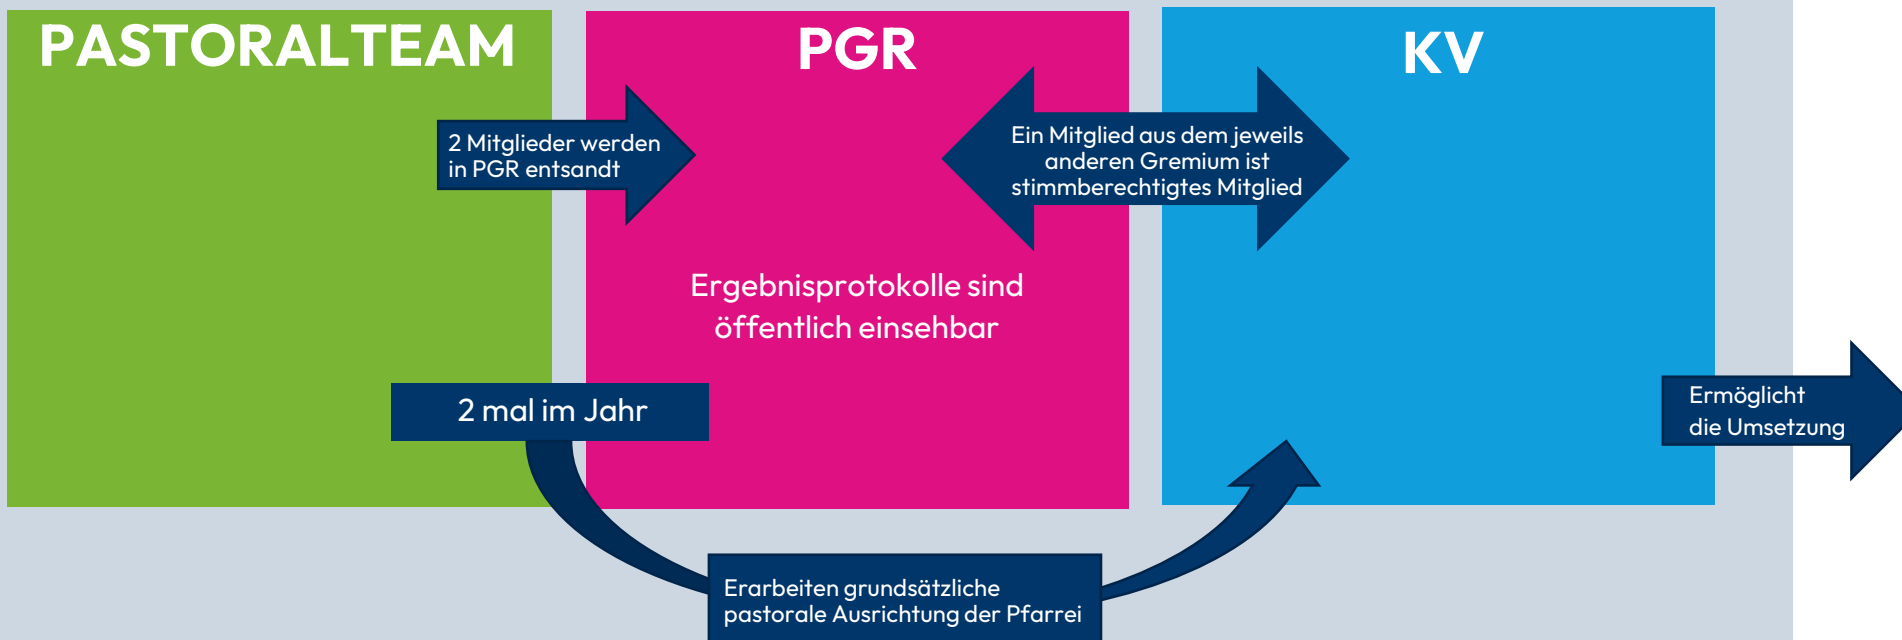 PASTORALTEAM
PGR
KV
2 Mitglieder werden
in PGR entsandt
Ein Mitglied aus dem jeweils
anderen Gremium ist
stimmberechtigtes Mitglied
Ergebnisprotokolle sind
öffentlich einsehbar
2 mal im Jahr
Ermöglicht
die Umsetzung
Erarbeiten grundsätzliche
pastorale Ausrichtung der Pfarrei